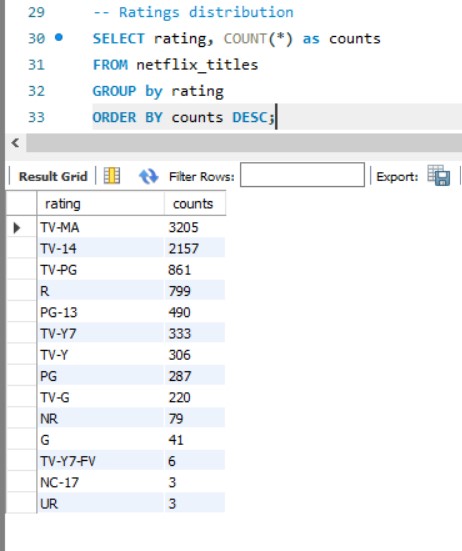 29 -- Ratings distribution
30 SELECT rating, COUNT(*) as counts
31 FROM netflix_titles
32 GROUP by rating
33 ORDER BY counts DESC;
Result Grid Filter Rows: Export:
rating counts
TV-MA 3205
TV-14 2157
TV-PG 861
R 799
PG-13 490
TV-Y7 333
TV-Y 306
PG 287
TV-G 220
NR 79
G 41
TV-Y7-FV 6
NC-17 3
UR 3